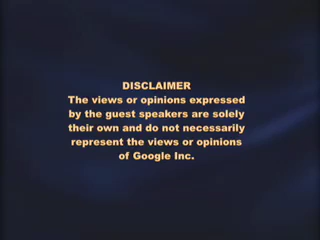 DISCLAIMER
The views or opinions expressed
by the guest speakers are solely
their own and do not necessarily
represent the views or opinions
of Google Inc.